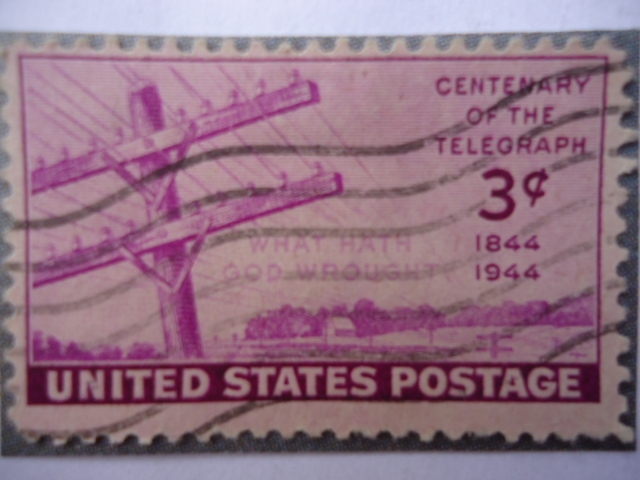 CENTENARY
OF THE
TELEGRAPH
3¢
1844
1944
WHAT HATH
GOD WROUGHT
UNITED STATES POSTAGE